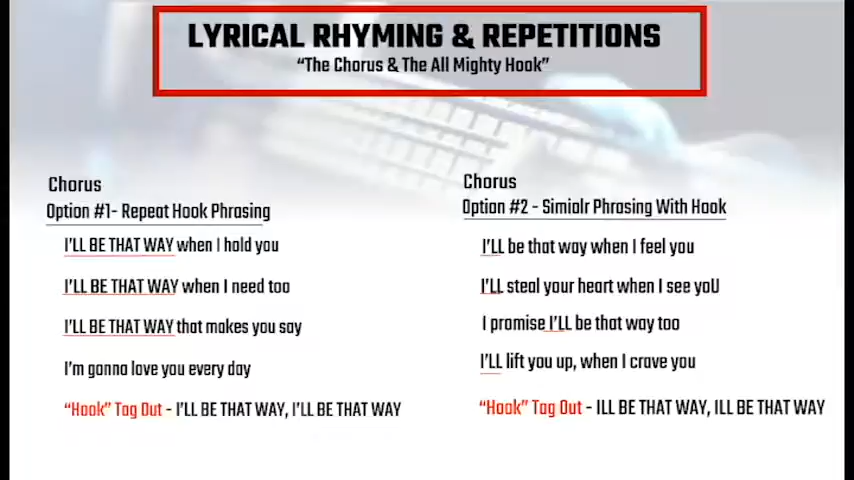 LYRICAL RHYMING & REPETITIONS
“The Chorus & The All Mighty Hook”
Chorus
Option #1- Repeat Hook Phrasing
I'LL BE THAT WAY when I hold you
I'LL BE THAT WAY when I need too
I'LL BE THAT WAY that makes you say
I'm gonna love you every day
“Hook” Tag Out - I'LL BE THAT WAY, I'LL BE THAT WAY
Chorus
Option #2 - Simialr Phrasing With Hook
I'LL be that way when I feel you
I'LL steal your heart when I see yoU
I promise I'LL be that way too
I'LL lift you up, when I crave you
“Hook” Tag Out - ILL BE THAT WAY, ILL BE THAT WAY